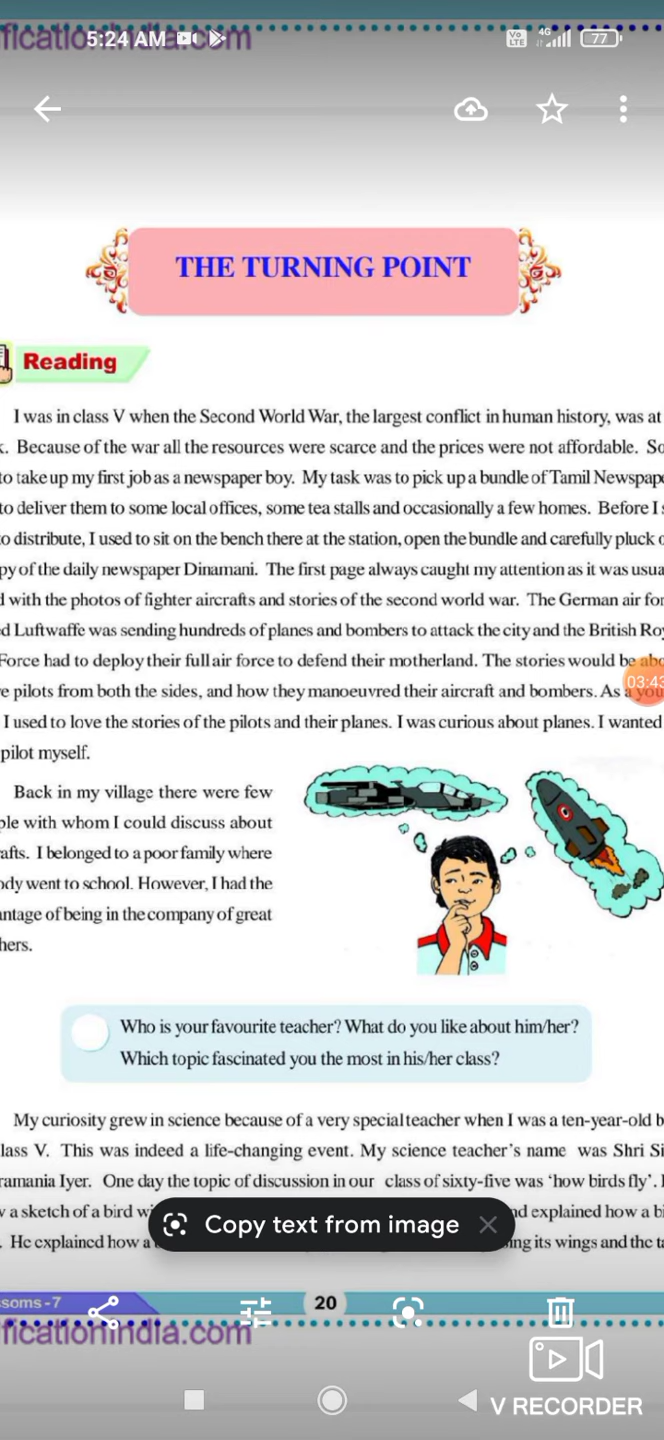 5:24 AM
Vo LTE 4G 77
THE TURNING POINT
Reading
I was in class V when the Second World War, the largest conflict in human history, was at
Because of the war all the resources were scarce and the prices were not affordable. So
to take up my first job as a newspaper boy. My task was to pick up a bundle of Tamil Newspape
to deliver them to some local offices, some tea stalls and occasionally a few homes. Before I s
to distribute, I used to sit on the bench there at the station, open the bundle and carefully pluck o
py of the daily newspaper Dinamani. The first page always caught my attention as it was usua
d with the photos of fighter aircrafts and stories of the second world war. The German air for
ed Luftwaffe was sending hundreds of planes and bombers to attack the city and the British Roy
Force had to deploy their full air force to defend their motherland. The stories would be abo
e pilots from both the sides, and how they manoeuvred their aircraft and bombers. As a you
03:43
I used to love the stories of the pilots and their planes. I was curious about planes. I wanted
pilot myself.
Back in my village there were few
ple with whom I could discuss about
rafts. I belonged to a poor family where
ody went to school. However, I had the
antage of being in the company of great
hers.
Who is your favourite teacher? What do you like about him/her?
Which topic fascinated you the most in his/her class?
My curiosity grew in science because of a very special teacher when I was a ten-year-old b
lass V. This was indeed a life-changing event. My science teacher's name was Shri Si
ramania Iyer. One day the topic of discussion in our class of sixty-five was 'how birds fly'.
w a sketch of a bird wi nd explained how a bi
Copy text from image
. He explained how a ing its wings and the ta
ssoms-7
20
ficationindia.com
V RECORDER